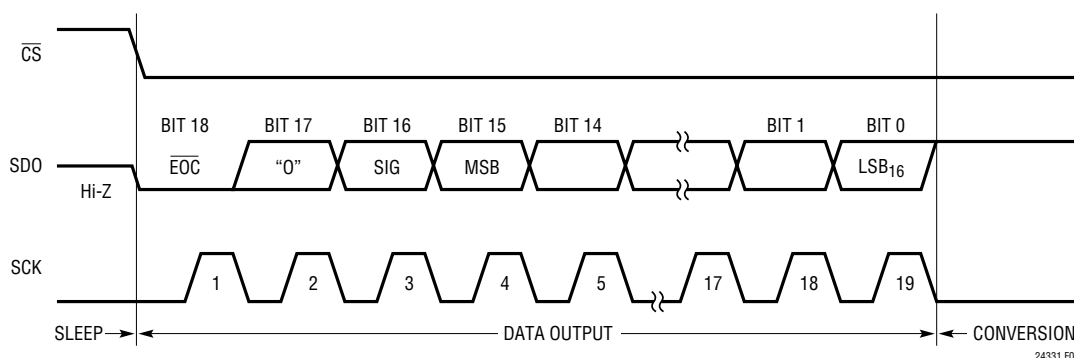 CS
BIT 18 BIT 17 BIT 16 BIT 15 BIT 14 BIT 1 BIT 0
SDO EOC “0” SIG MSB LSB16
Hi-Z
SCK 1 2 3 4 5 17 18 19
SLEEP DATA OUTPUT CONVERSION
24331 F0